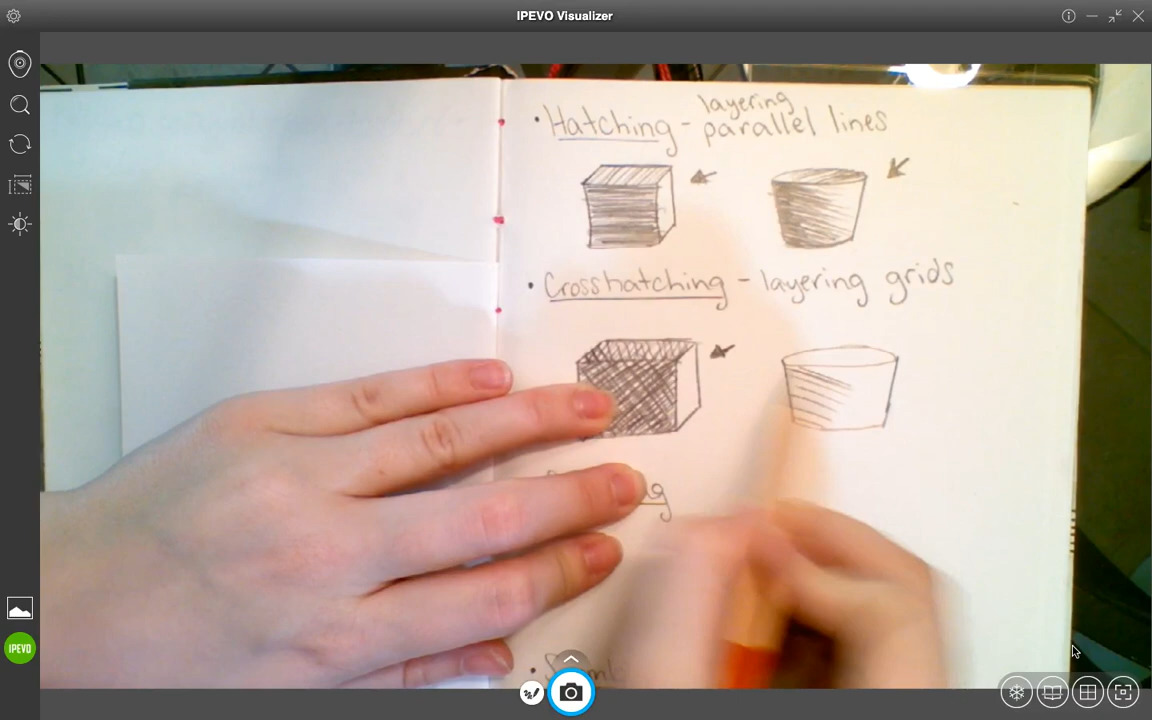 IPEVO Visualizer
layering
• Hatching - parallel lines
• Crosshatching - layering grids
IPEVO